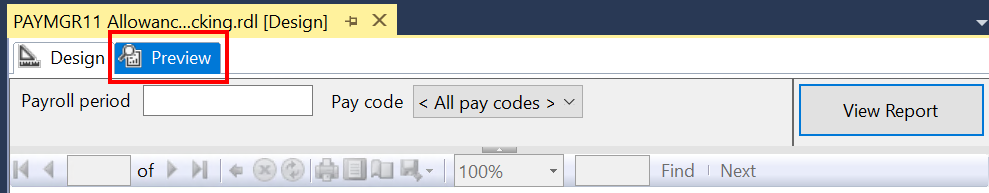 PAYMGR11 Allowanc...cking.rdl [Design]
Design Preview
Payroll period Pay code < All pay codes > View Report
of 100% Find Next